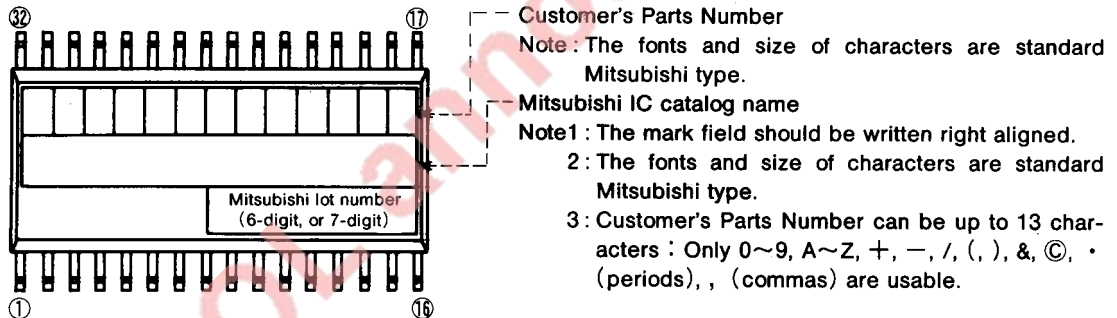 ㉜ ⑰
Customer's Parts Number
Note : The fonts and size of characters are standard
Mitsubishi type.
Mitsubishi IC catalog name
Note1 : The mark field should be written right aligned.
2 : The fonts and size of characters are standard
Mitsubishi type.
3 : Customer's Parts Number can be up to 13 char-
acters : Only 0~9, A~Z, +, −, /, (, ), &, ©, ·
(periods), , (commas) are usable.
Mitsubishi lot number
(6-digit, or 7-digit)
① ⑯